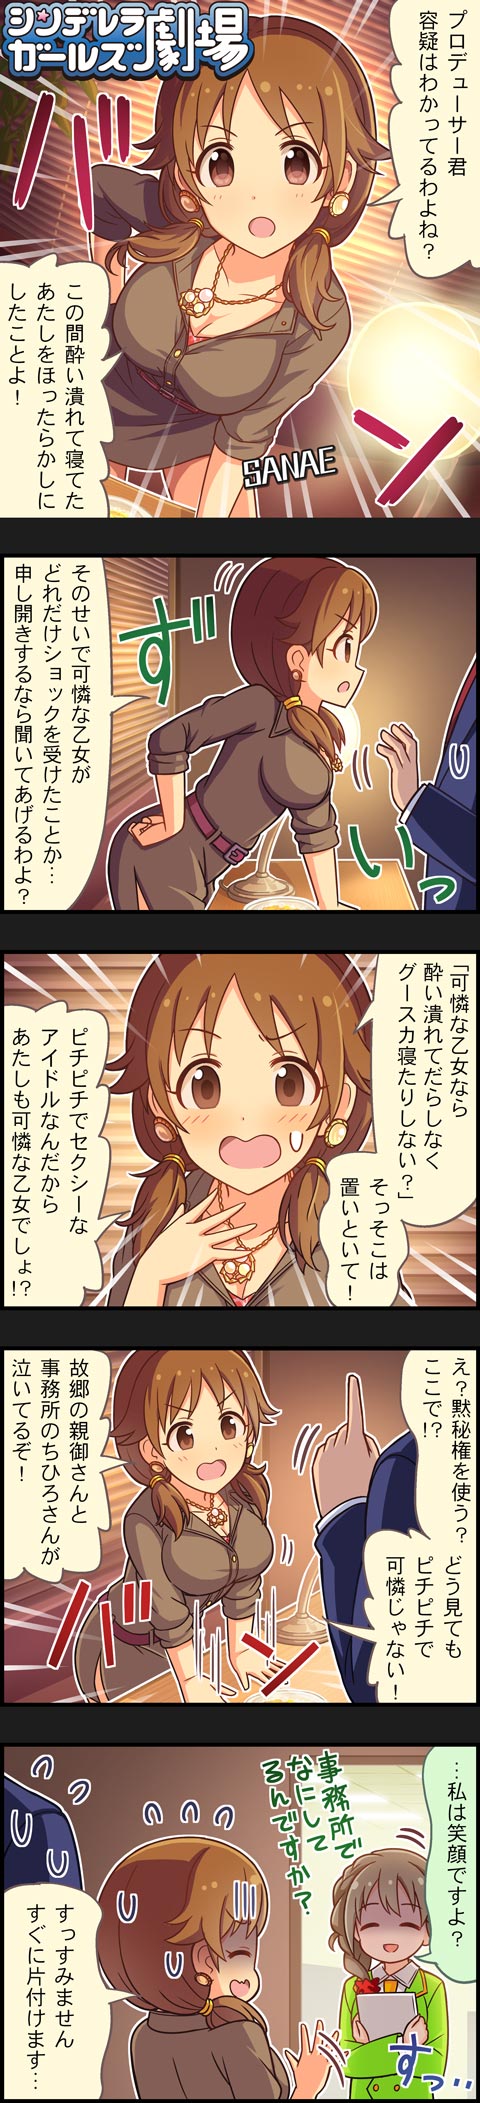 シンデレラ
ガールズ劇場
プロデューサー君
容疑はわかってるわよね?
バ
ン
この間酔い潰れて寝てた
あたしをほったらかしに
したことよ!
SANAE
そのせいで可憐な乙女が
どれだけショックを受けたことか…
申し開きするなら聞いてあげるわよ?
ず
いっ
「可憐な乙女なら
酔い潰れてだらしなく
グースカ寝たりしない?」
そっそこは
置いといて!
ピチピチでセクシーな
アイドルなんだから
あたしも可憐な乙女でしょ!?
え?黙秘権を使う?
ここで!?
どう見ても
ピチピチで
可憐じゃない!
故郷の親御さんと
事務所のちひろさんが
泣いてるぞ!
バ
ン
…私は笑顔ですよ?
事務所で
なにして
るんですか?
すっすみません
すぐに片付けます…
すっ…